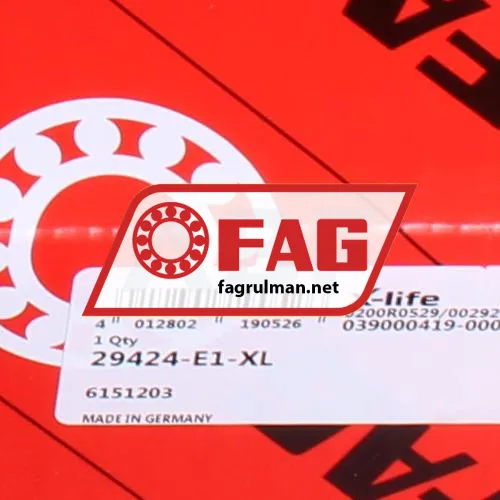 FAG
fagrulman.net
X-life
4 012802 190526
0200R0529/00292
039000419-000
1 Qty
29424-E1-XL
6151203
MADE IN GERMANY